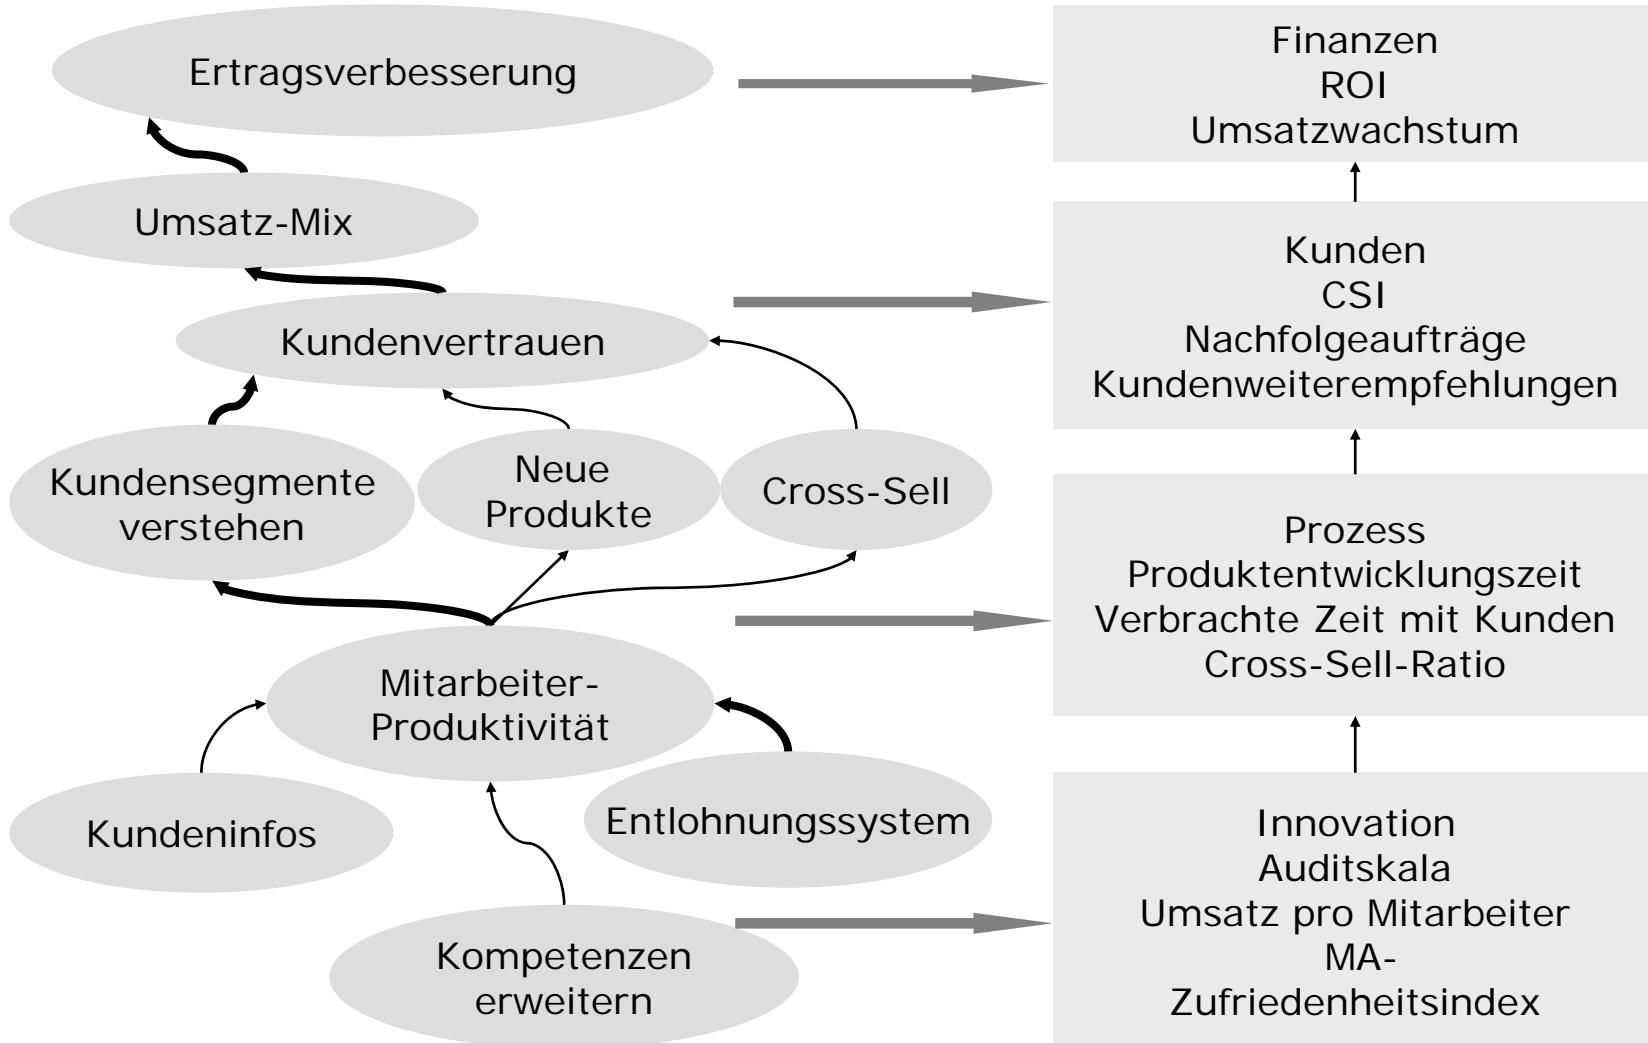 Ertragsverbesserung
Umsatz-Mix
Kundenvertrauen
Kundensegmente
verstehen
Neue
Produkte
Cross-Sell
Mitarbeiter-
Produktivität
Kundeninfos
Entlohnungssystem
Kompetenzen
erweitern
Finanzen
ROI
Umsatzwachstum
Kunden
CSI
Nachfolgeaufträge
Kundenweiterempfehlungen
Prozess
Produktentwicklungszeit
Verbrachte Zeit mit Kunden
Cross-Sell-Ratio
Innovation
Auditskala
Umsatz pro Mitarbeiter
MA-
Zufriedenheitsindex